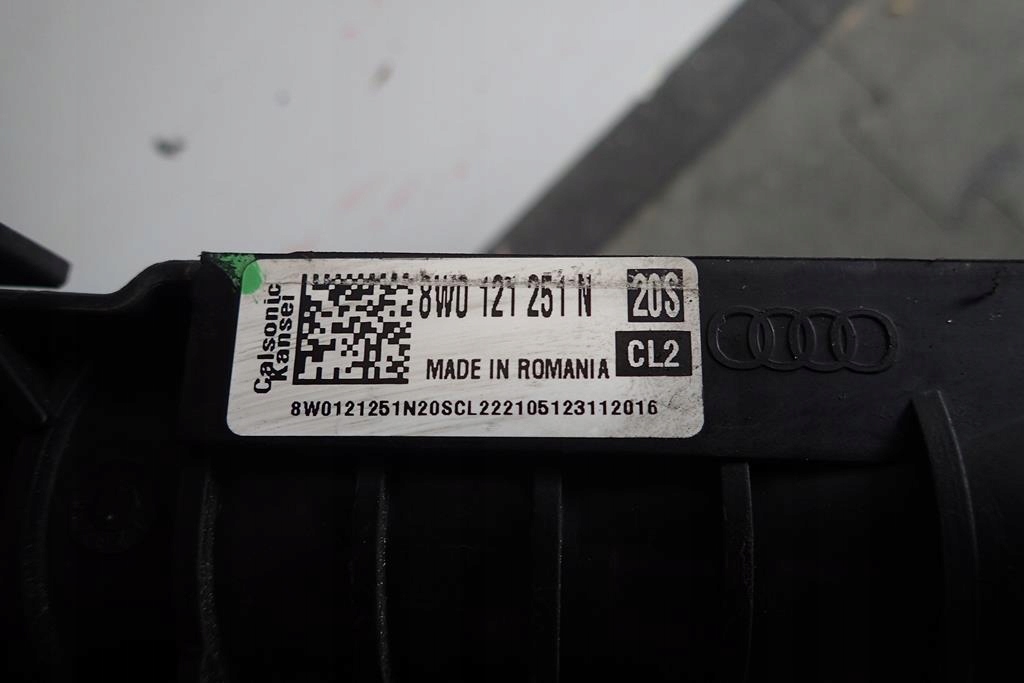 Calsonic
Kansei
8W0 121 251 N
20S
MADE IN ROMANIA
CL2
8W0121251N20SCL222105123112016